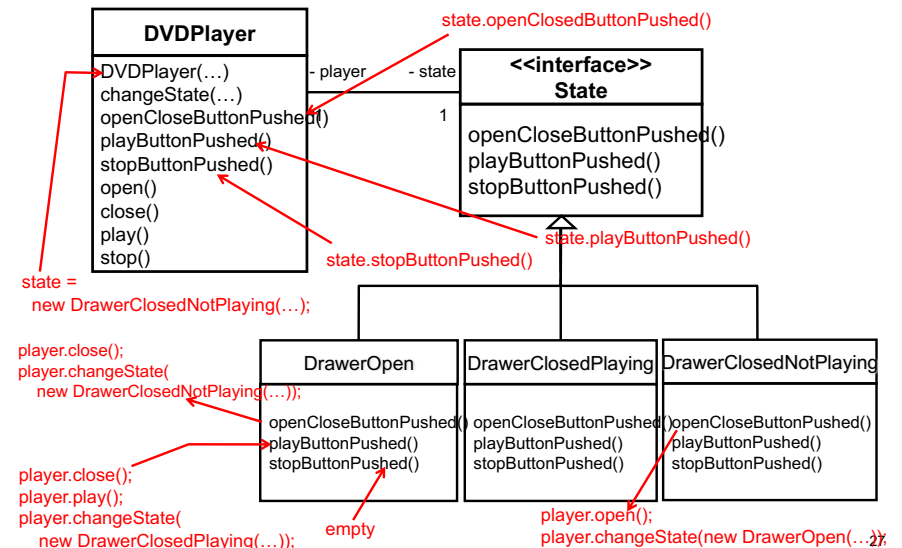 state.openClosedButtonPushed()
DVDPlayer
DVDPlayer(…)
changeState(…)
openCloseButtonPushed()
playButtonPushed()
stopButtonPushed()
open()
close()
play()
stop()
- player
- state
1
1
<<interface>>
State
openCloseButtonPushed()
playButtonPushed()
stopButtonPushed()
state.playButtonPushed()
state.stopButtonPushed()
state =
new DrawerClosedNotPlaying(…);
player.close();
player.changeState(
new DrawerClosedNotPlaying(…));
DrawerOpen
openCloseButtonPushed()
playButtonPushed()
stopButtonPushed()
DrawerClosedPlaying
openCloseButtonPushed()
playButtonPushed()
stopButtonPushed()
DrawerClosedNotPlaying
openCloseButtonPushed()
playButtonPushed()
stopButtonPushed()
player.close();
player.play();
player.changeState(
new DrawerClosedPlaying(…));
empty
player.open();
player.changeState(new DrawerOpen(…));
27